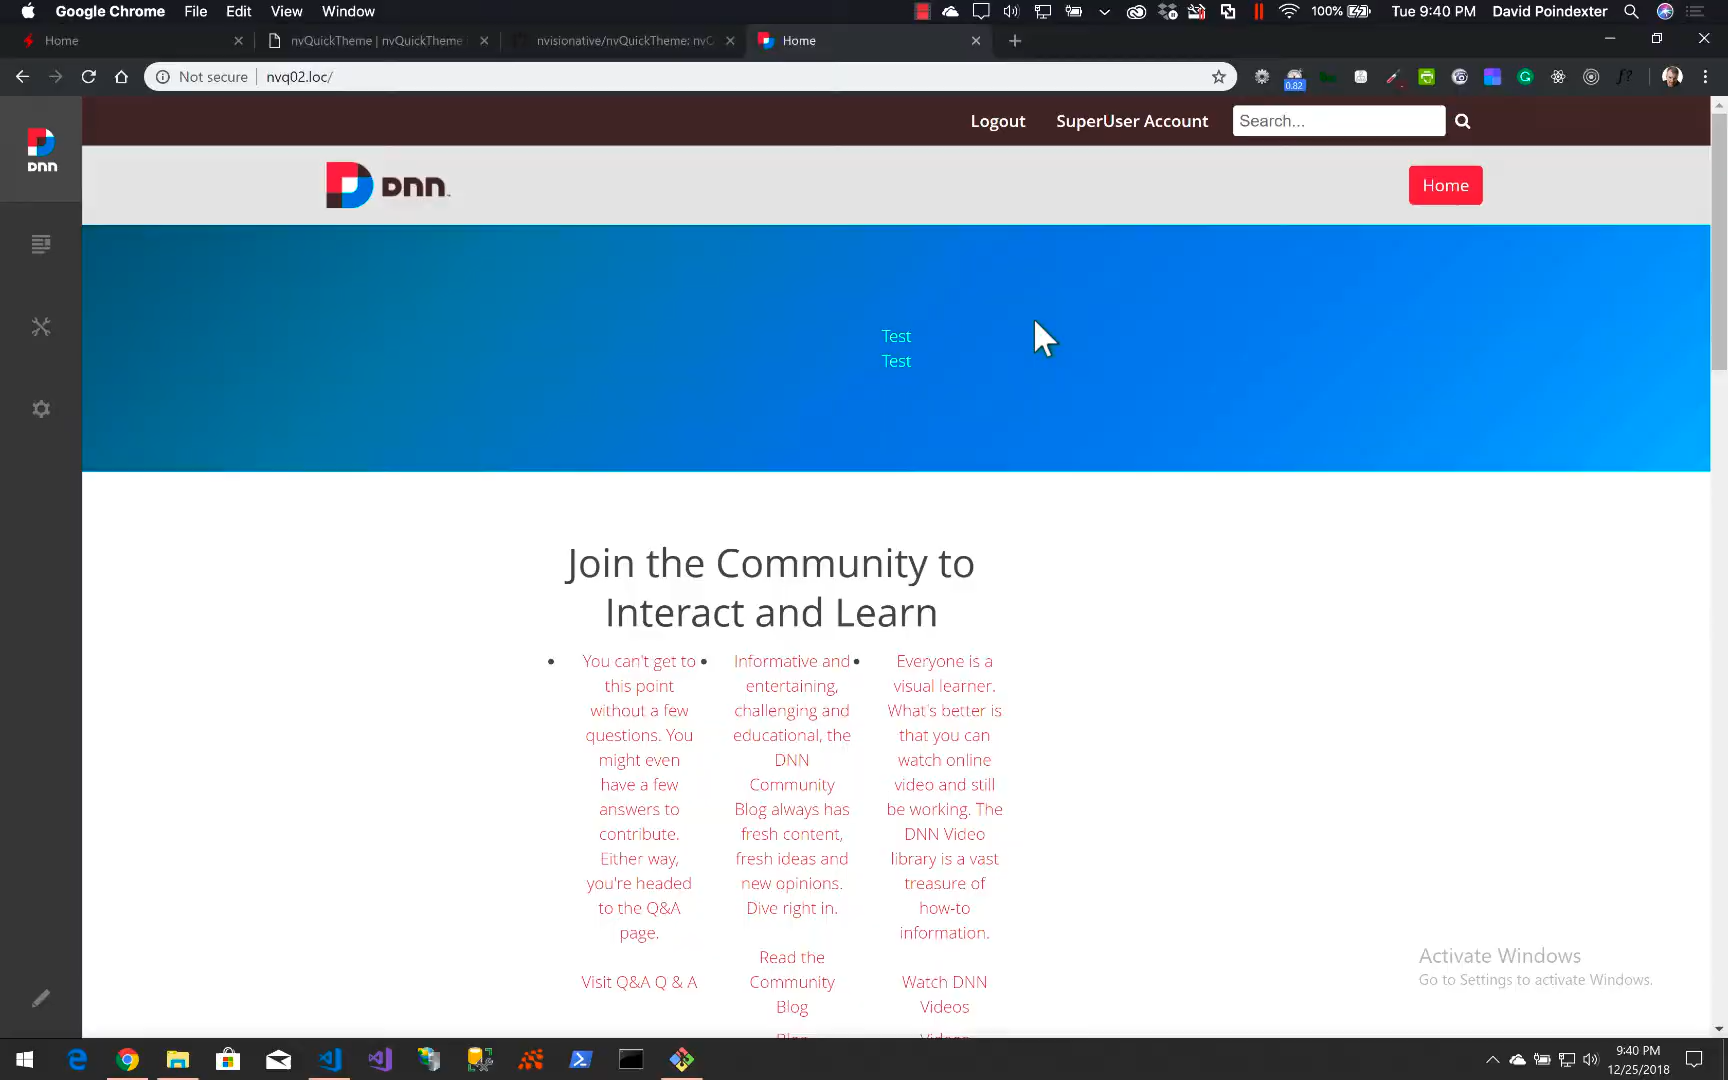 Google Chrome File Edit View Window
100% Tue 9:40 PM David Poindexter
Home
nvQuickTheme | nvQuickTheme
nvisionative/nvQuickTheme: nvQ
Home
Not secure nvq02.loc/
0.82
f?
Logout SuperUser Account Search...
DNN
DNN
Home
Test
Test
Join the Community to
Interact and Learn
You can't get to
this point
without a few
questions. You
might even
have a few
answers to
contribute.
Either way,
you're headed
to the Q&A
page.
Visit Q&A Q & A
Informative and
entertaining,
challenging and
educational, the
DNN
Community
Blog always has
fresh content,
fresh ideas and
new opinions.
Dive right in.
Read the
Community
Blog
Blog
Everyone is a
visual learner.
What's better is
that you can
watch online
video and still
be working. The
DNN Video
library is a vast
treasure of
how-to
information.
Watch DNN
Videos
Videos
Activate Windows
Go to Settings to activate Windows.
9:40 PM
12/25/2018